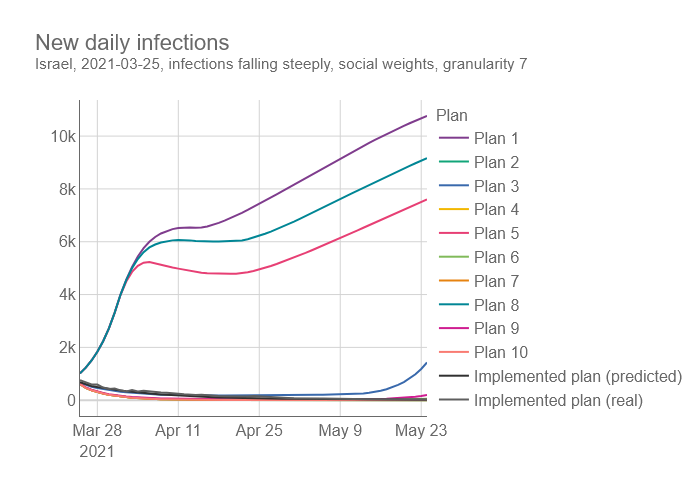 New daily infections
Israel, 2021-03-25, infections falling steeply, social weights, granularity 7
Plan
10k
8k
6k
4k
2k
0
Plan 1
Plan 2
Plan 3
Plan 4
Plan 5
Plan 6
Plan 7
Plan 8
Plan 9
Plan 10
Implemented plan (predicted)
Implemented plan (real)
Mar 28 Apr 11 Apr 25 May 9 May 23
2021